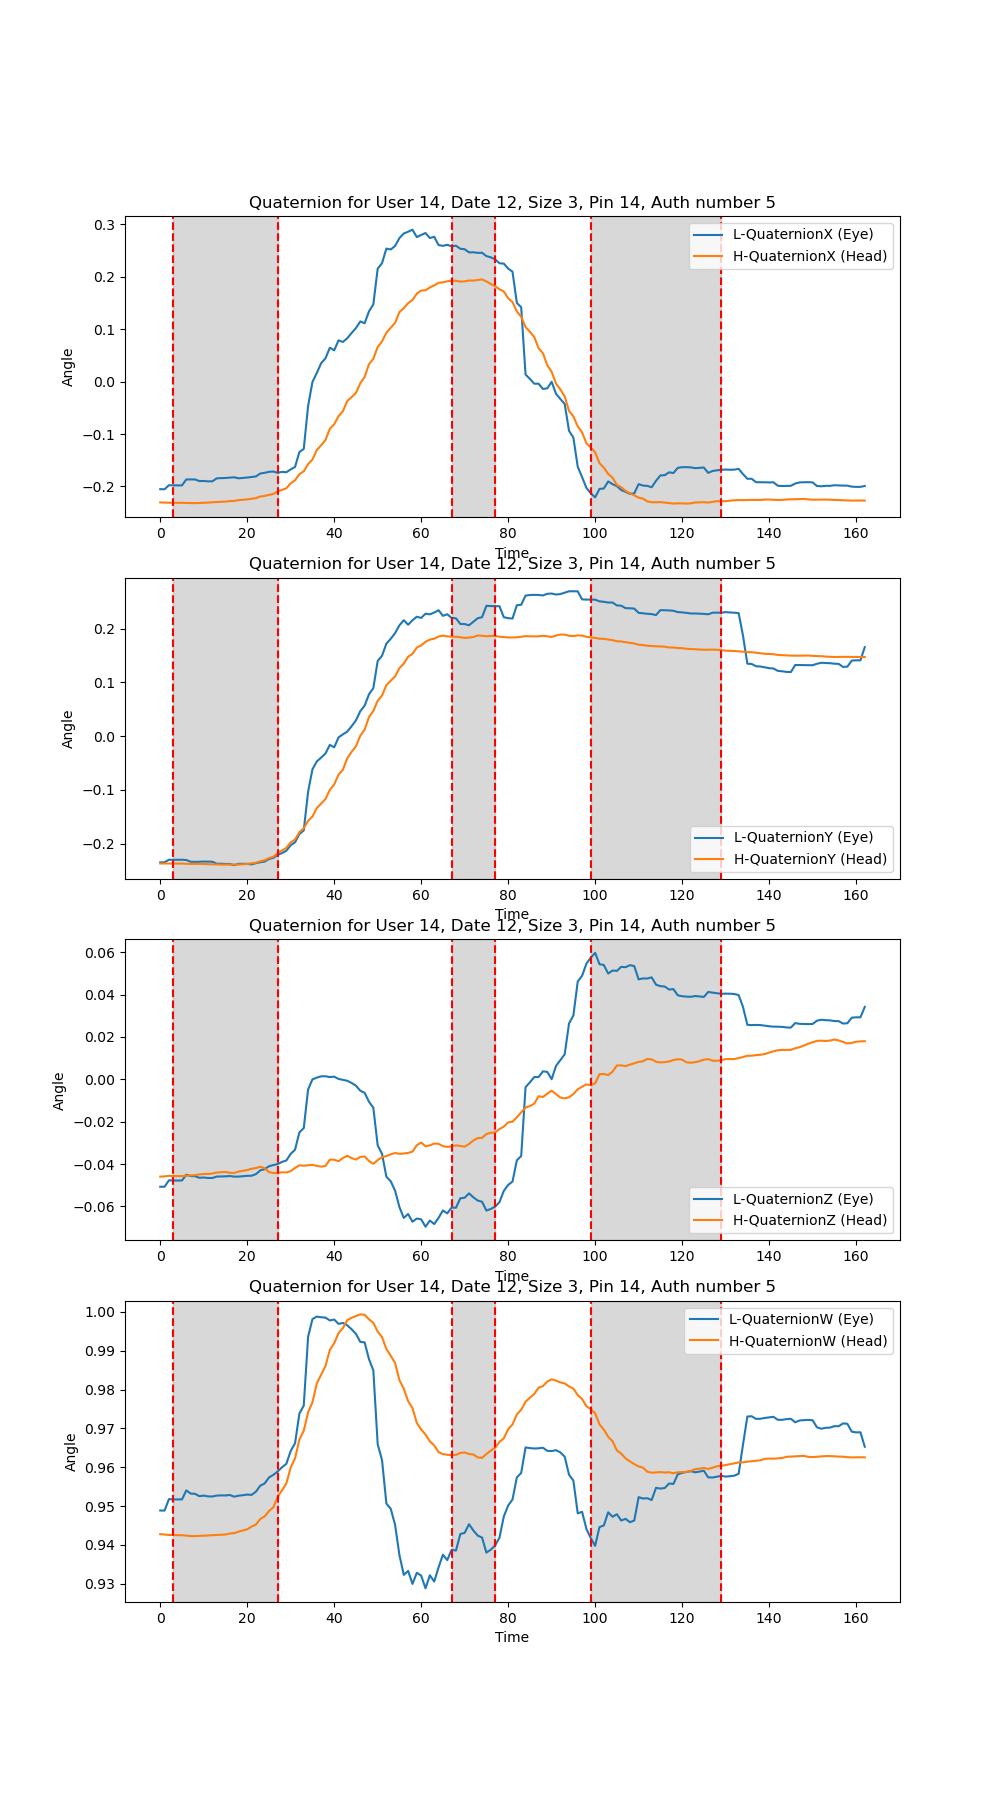 Quaternion for User 14, Date 12, Size 3, Pin 14, Auth number 5
0.3
0.2
0.1
0.0
−0.1
−0.2
Angle
L-QuaternionX (Eye)
H-QuaternionX (Head)
0 20 40 60 80 100 120 140 160
Time
Quaternion for User 14, Date 12, Size 3, Pin 14, Auth number 5
0.2
0.1
0.0
−0.1
−0.2
Angle
L-QuaternionY (Eye)
H-QuaternionY (Head)
0 20 40 60 80 100 120 140 160
Time
Quaternion for User 14, Date 12, Size 3, Pin 14, Auth number 5
0.06
0.04
0.02
0.00
−0.02
−0.04
−0.06
Angle
L-QuaternionZ (Eye)
H-QuaternionZ (Head)
0 20 40 60 80 100 120 140 160
Time
Quaternion for User 14, Date 12, Size 3, Pin 14, Auth number 5
1.00
0.99
0.98
0.97
0.96
0.95
0.94
0.93
Angle
L-QuaternionW (Eye)
H-QuaternionW (Head)
0 20 40 60 80 100 120 140 160
Time